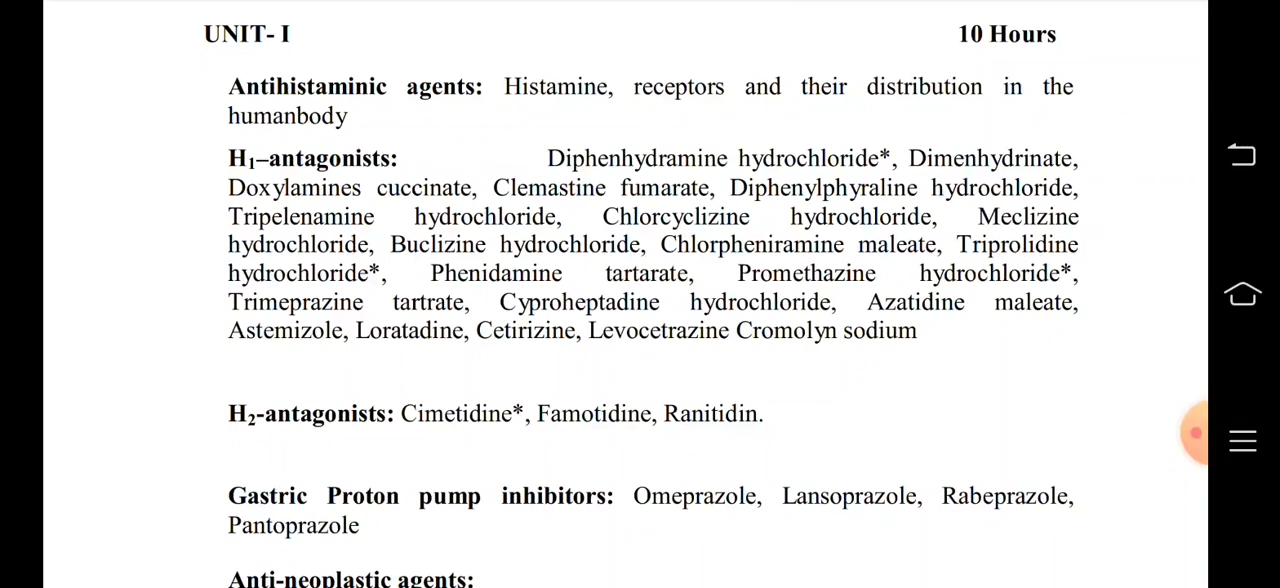 UNIT- I 10 Hours
Antihistaminic agents: Histamine, receptors and their distribution in the
humanbody
H1–antagonists: Diphenhydramine hydrochloride*, Dimenhydrinate,
Doxylamines cuccinate, Clemastine fumarate, Diphenylphyraline hydrochloride,
Tripelenamine hydrochloride, Chlorcyclizine hydrochloride, Meclizine
hydrochloride, Buclizine hydrochloride, Chlorpheniramine maleate, Triprolidine
hydrochloride*, Phenidamine tartarate, Promethazine hydrochloride*,
Trimeprazine tartrate, Cyproheptadine hydrochloride, Azatidine maleate,
Astemizole, Loratadine, Cetirizine, Levocetrazine Cromolyn sodium
H2-antagonists: Cimetidine*, Famotidine, Ranitidin.
Gastric Proton pump inhibitors: Omeprazole, Lansoprazole, Rabeprazole,
Pantoprazole
Anti-neoplastic agents: